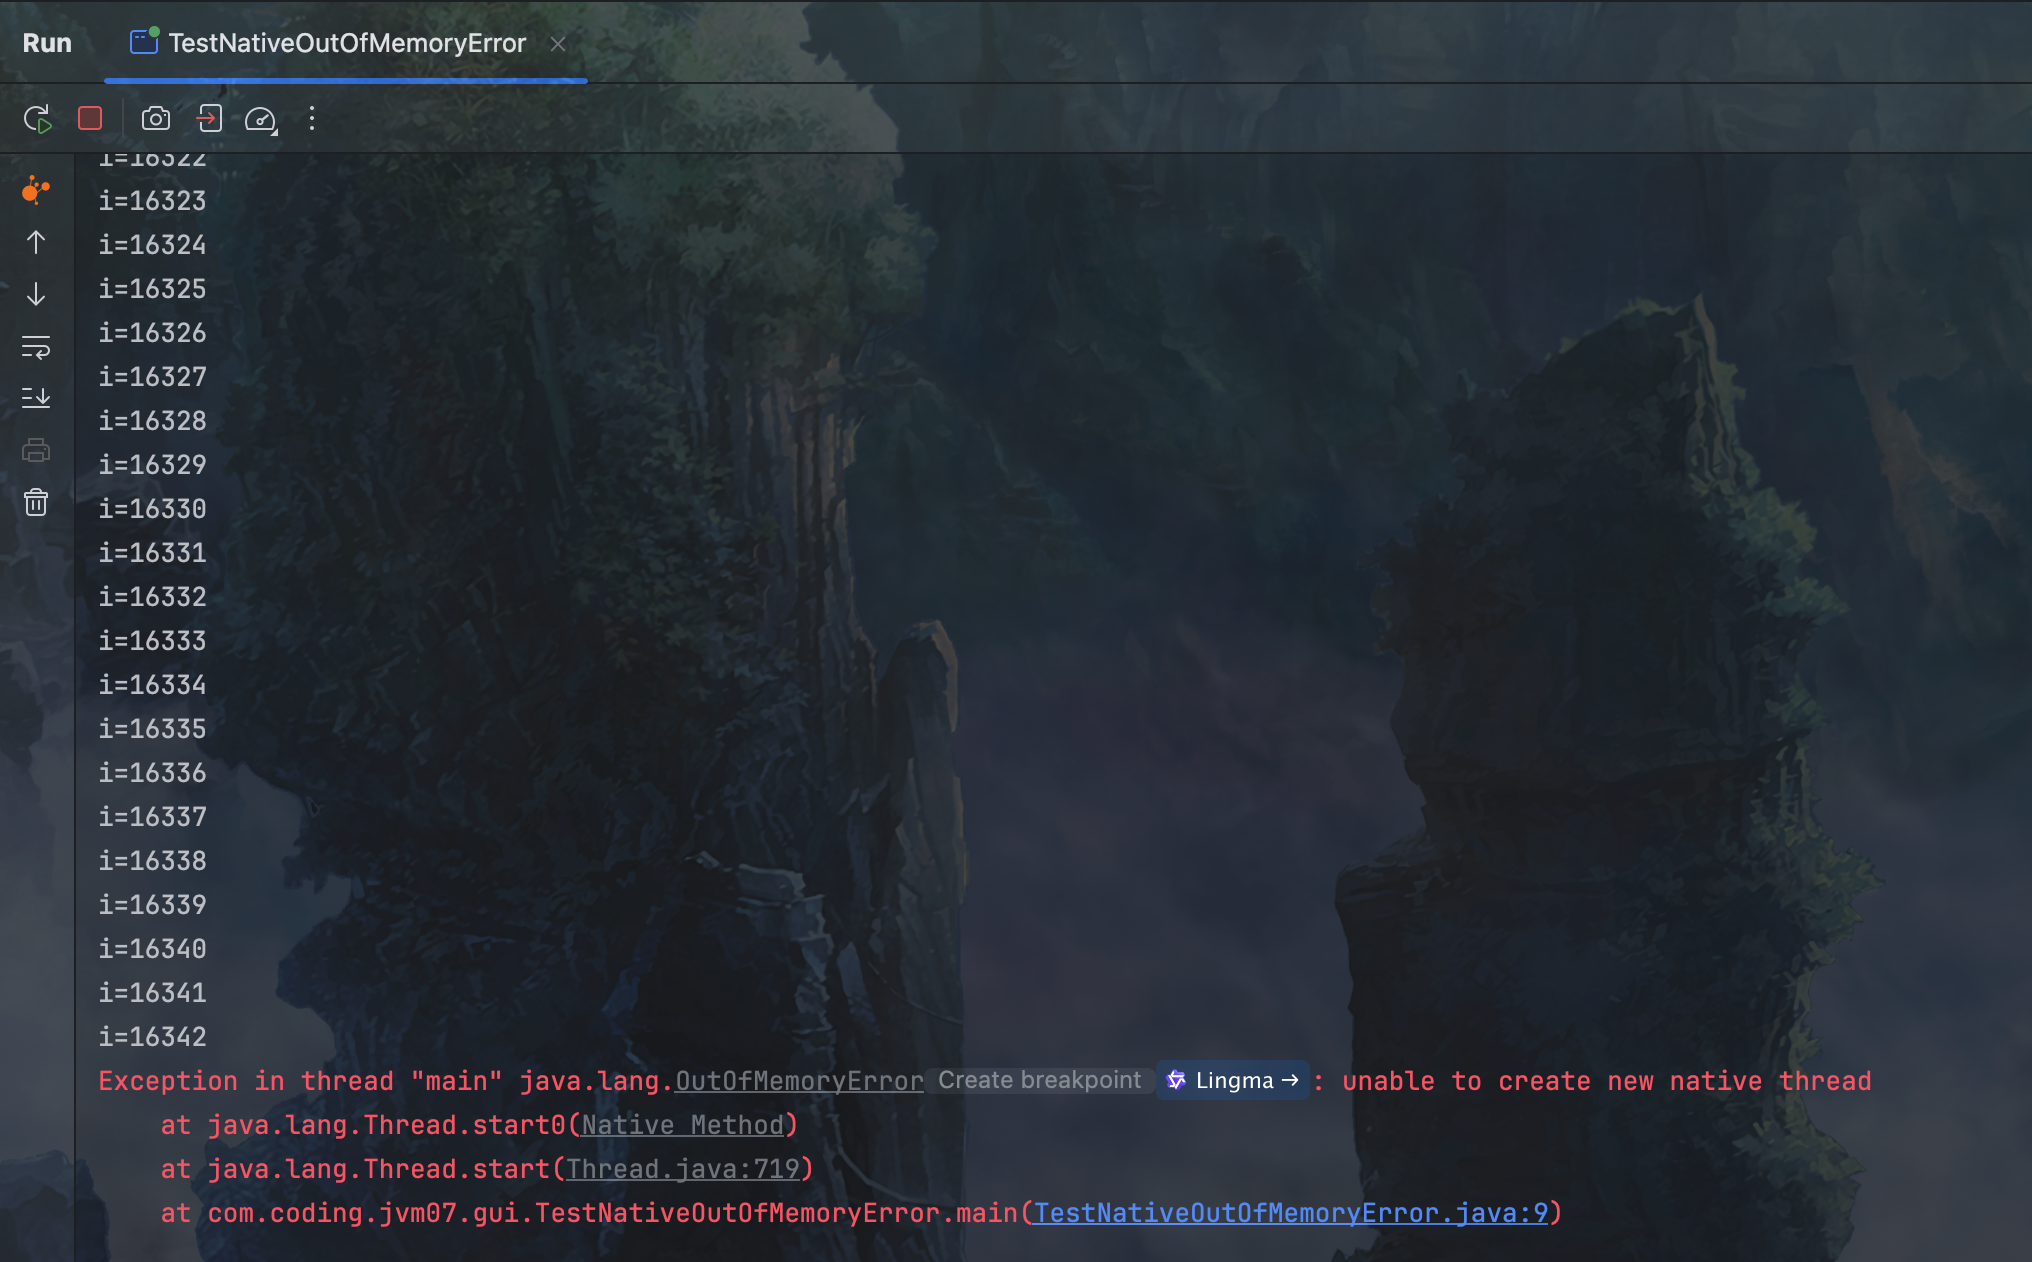 Run TestNativeOutOfMemoryError
i=16322
i=16323
i=16324
i=16325
i=16326
i=16327
i=16328
i=16329
i=16330
i=16331
i=16332
i=16333
i=16334
i=16335
i=16336
i=16337
i=16338
i=16339
i=16340
i=16341
i=16342
Exception in thread "main" java.lang.OutOfMemoryError Create breakpoint Lingma → : unable to create new native thread
at java.lang.Thread.start0(Native Method)
at java.lang.Thread.start(Thread.java:719)
at com.coding.jvm07.gui.TestNativeOutOfMemoryError.main(TestNativeOutOfMemoryError.java:9)